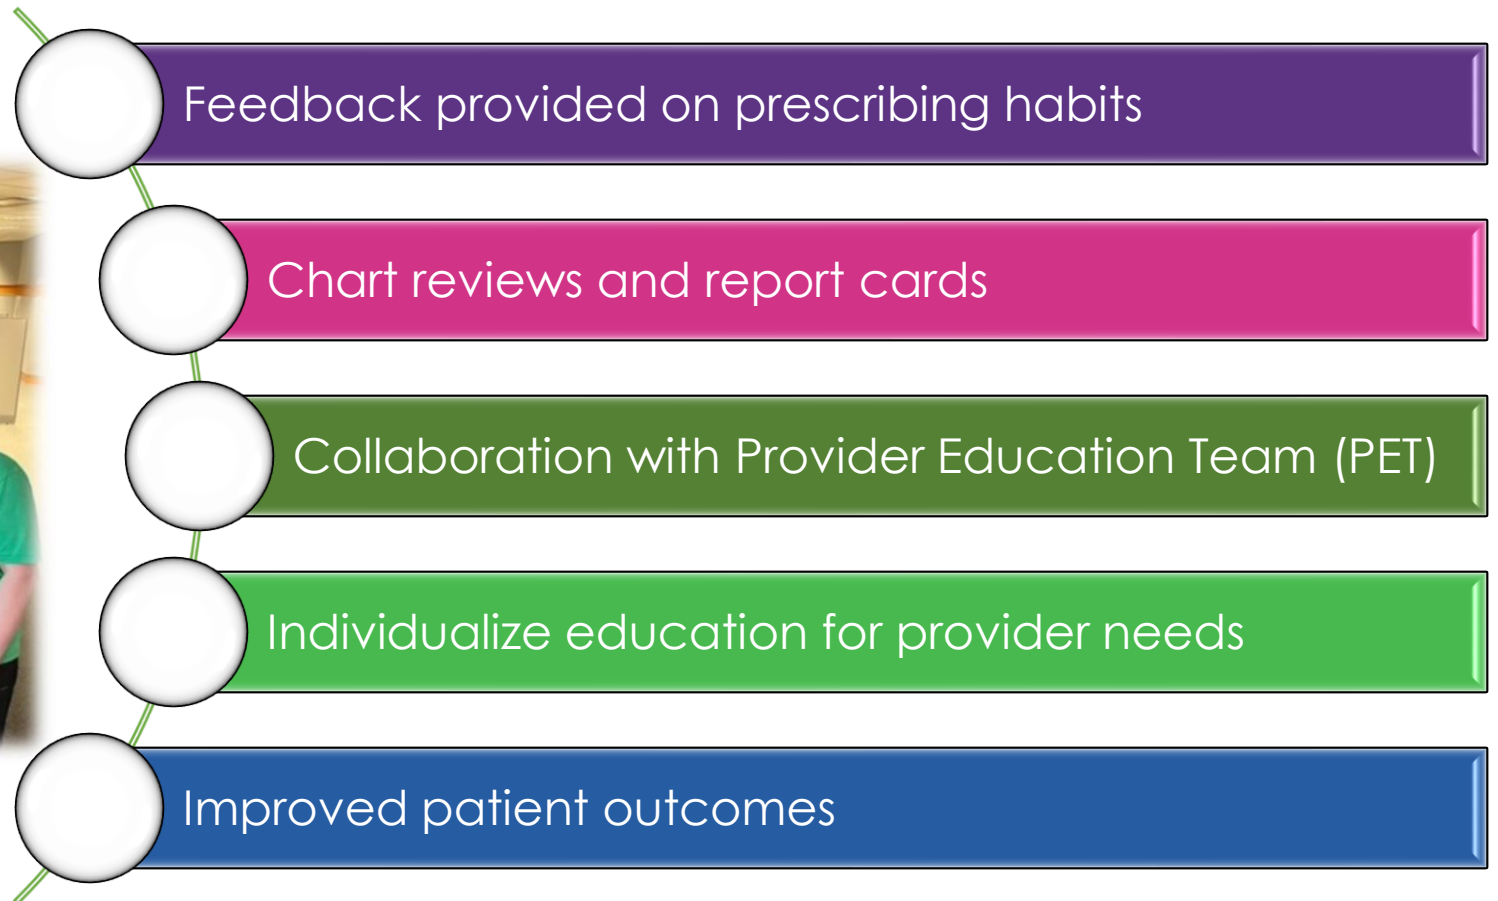 Feedback provided on prescribing habits
Chart reviews and report cards
Collaboration with Provider Education Team (PET)
Individualize education for provider needs
Improved patient outcomes